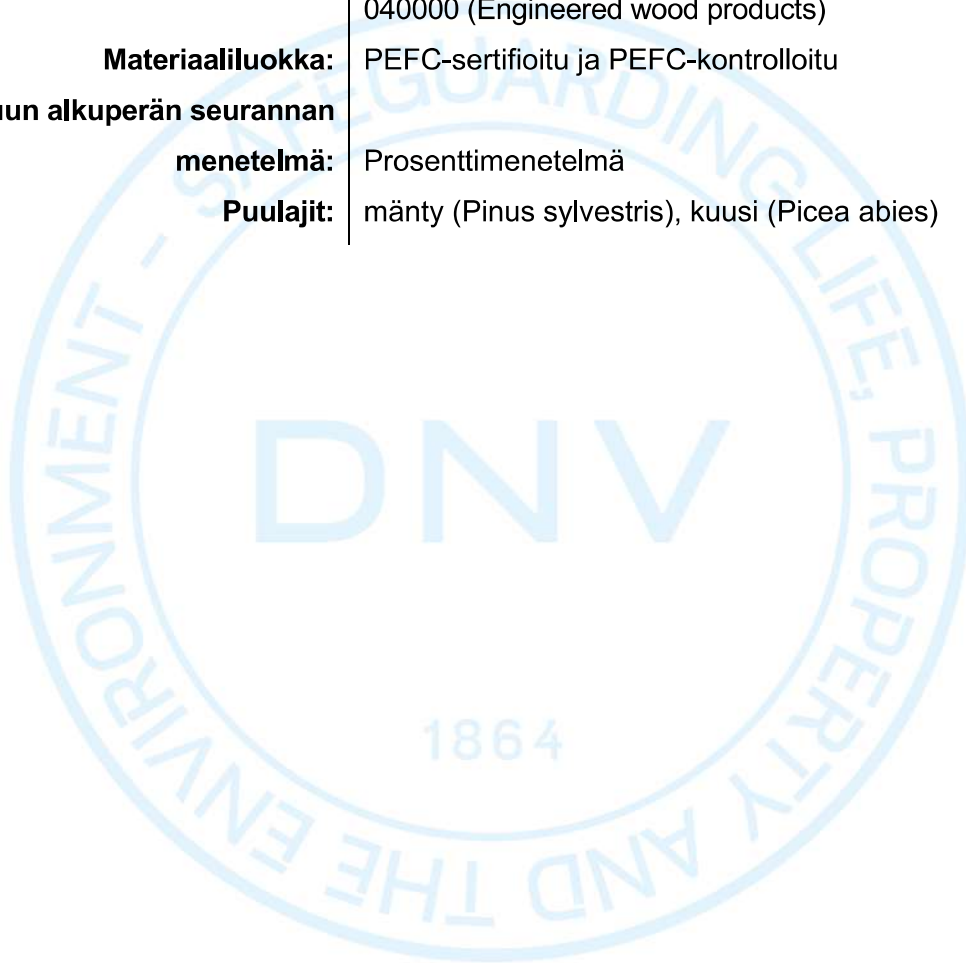 040000 (Engineered wood products)
Materiaaliluokka: PEFC-sertifioitu ja PEFC-kontrolloitu
alkuperän seurannan
menetelmä: Prosenttimenetelmä
Puulajit: mänty (Pinus sylvestris), kuusi (Picea abies)
SAFEGUARDING LIFE, PROPERTY AND THE ENVIRONMENT -
DNV
1864